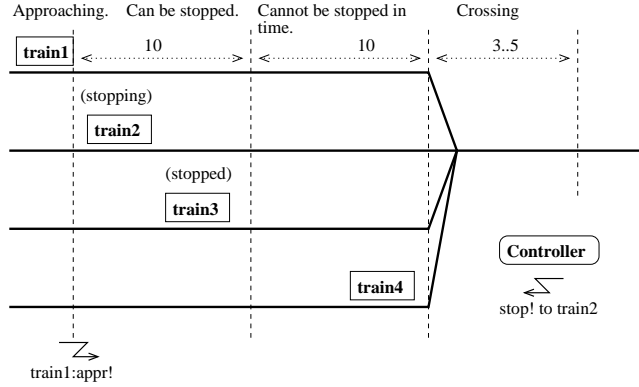 Approaching. Can be stopped. Cannot be stopped in time. Crossing
train1
10 10 3.5
(stopping)
train2
(stopped)
train3
Controller
train4
stop! to train2
train1:appr!